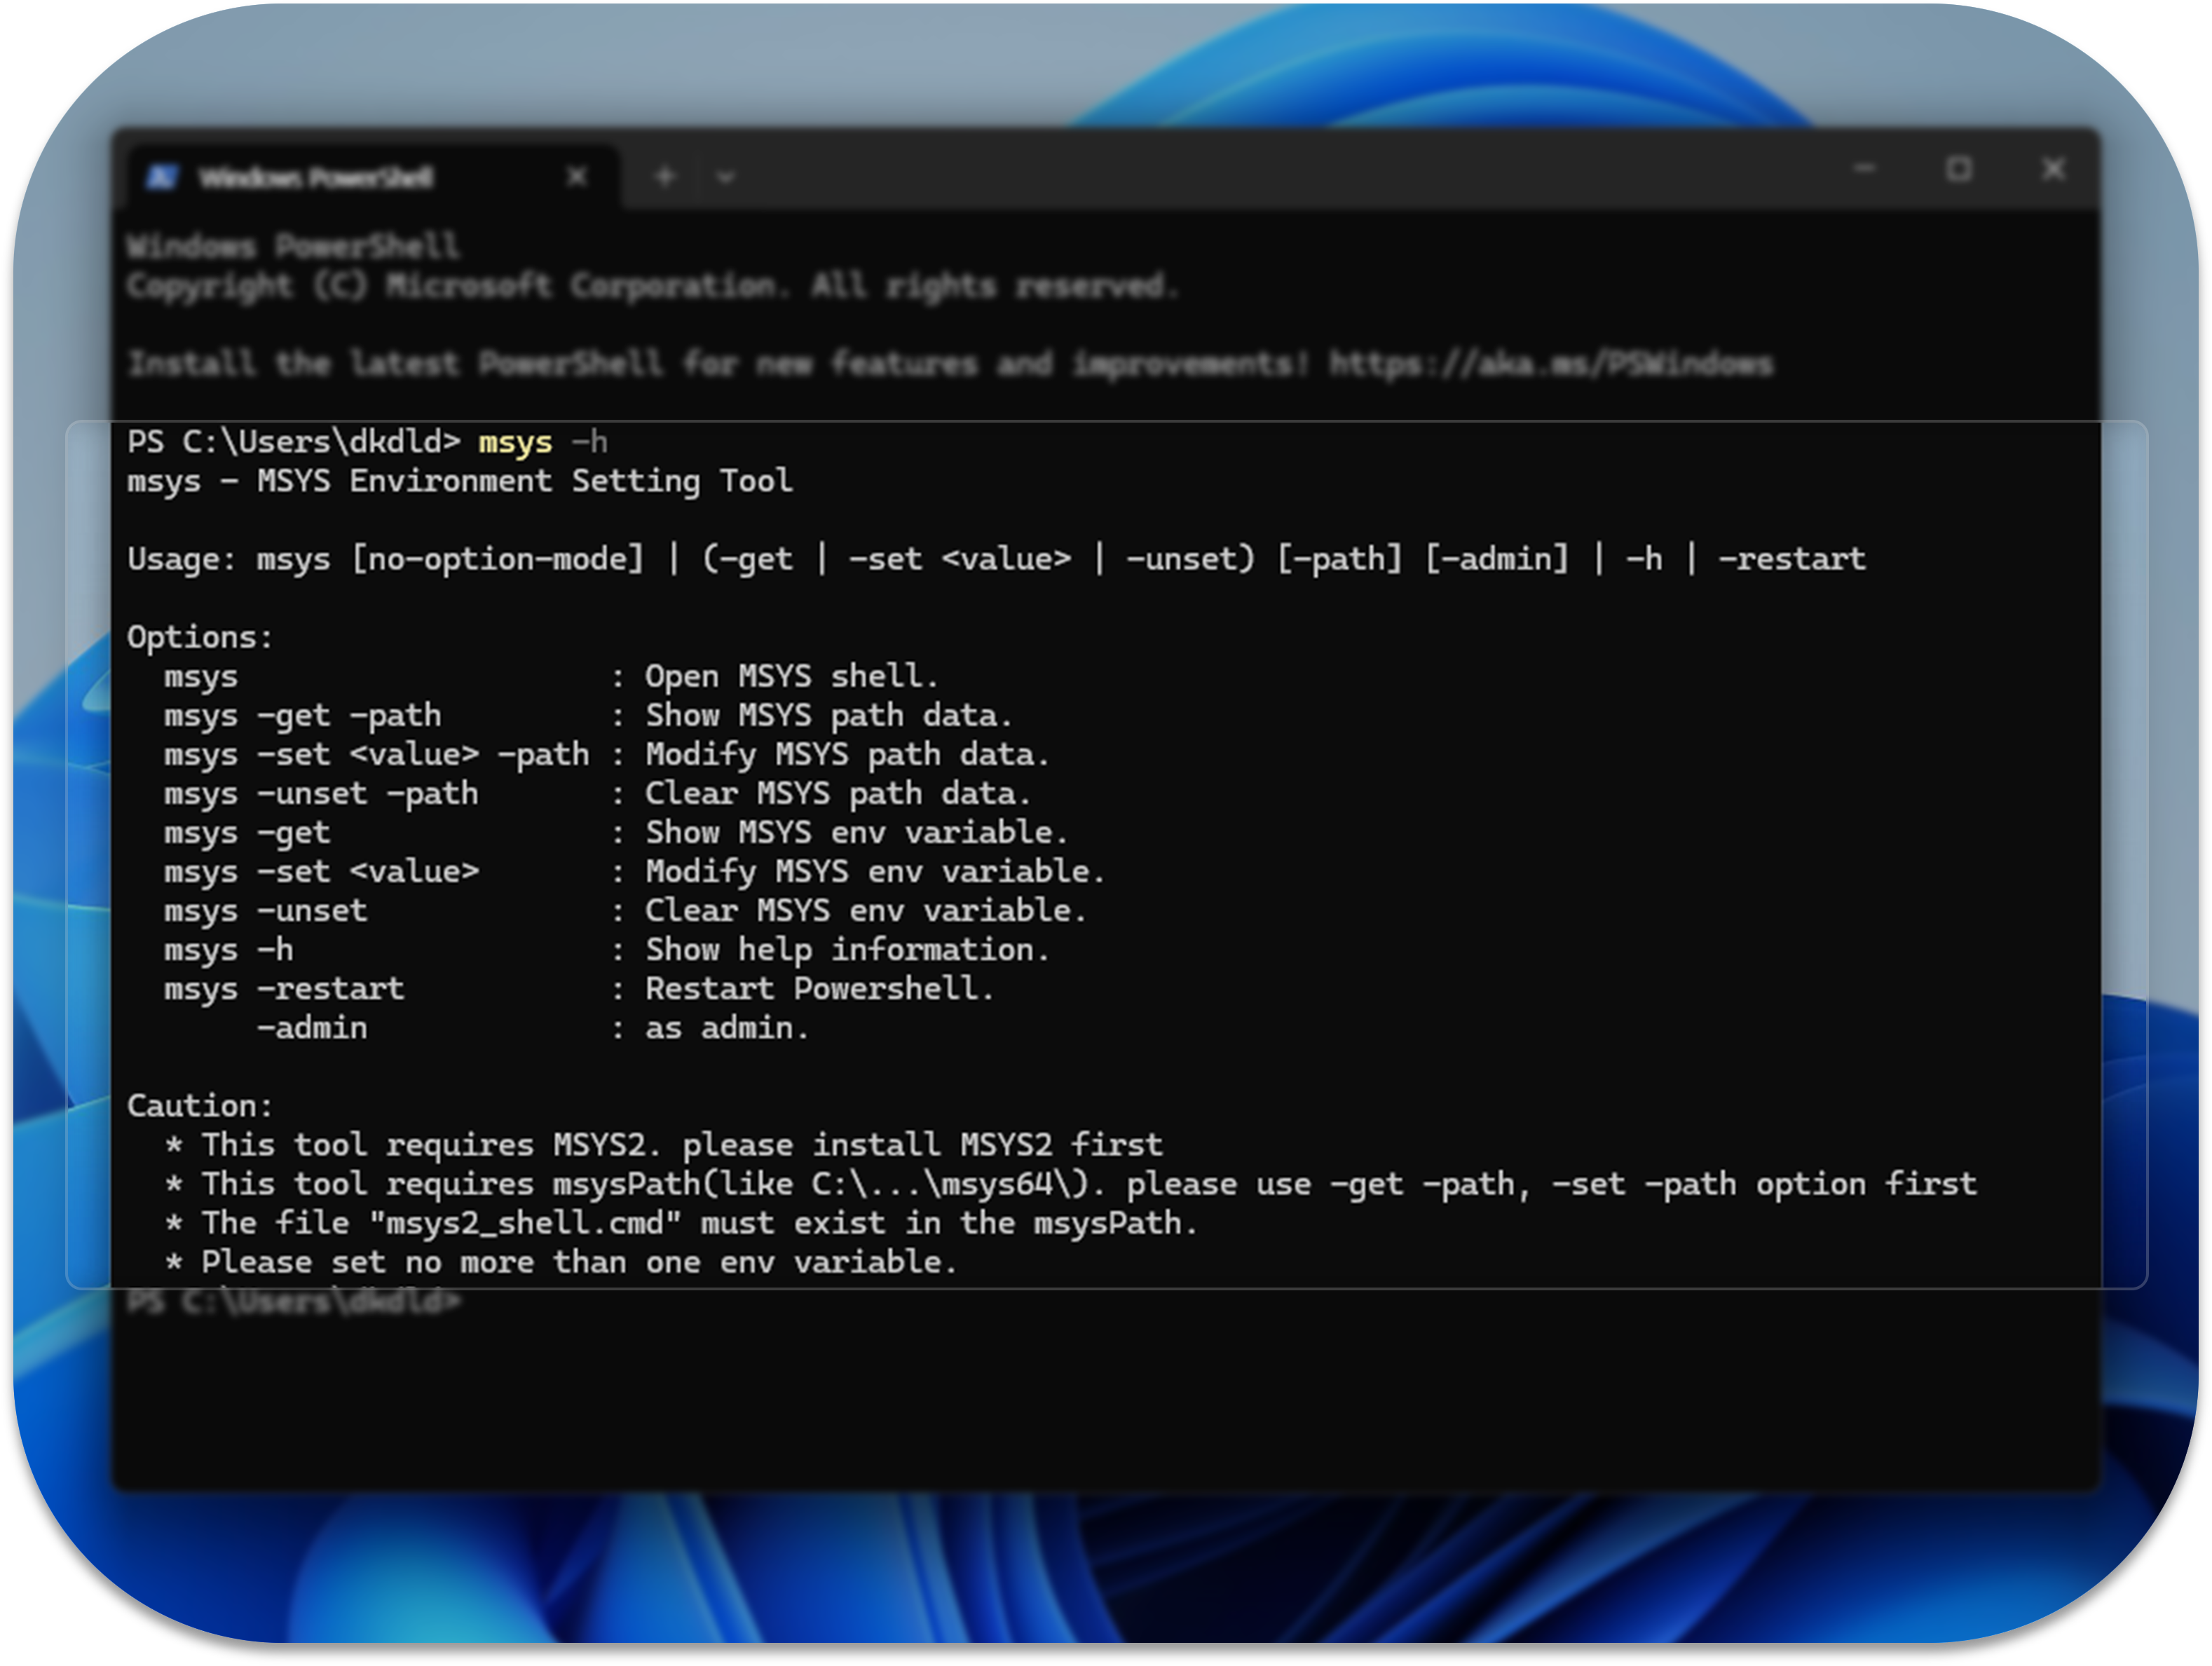 Windows PowerShell
Windows PowerShell
Copyright (C) Microsoft Corporation. All rights reserved.
Install the latest PowerShell for new features and improvements! https://aka.ms/PSWindows
PS C:\Users\dkdld> msys -h
msys - MSYS Environment Setting Tool
Usage: msys [no-option-mode] | (-get | -set <value> | -unset) [-path] [-admin] | -h | -restart
Options:
  msys                    : Open MSYS shell.
  msys -get -path         : Show MSYS path data.
  msys -set <value> -path : Modify MSYS path data.
  msys -unset -path       : Clear MSYS path data.
  msys -get               : Show MSYS env variable.
  msys -set <value>       : Modify MSYS env variable.
  msys -unset             : Clear MSYS env variable.
  msys -h                 : Show help information.
  msys -restart           : Restart Powershell.
       -admin             : as admin.
Caution:
  * This tool requires MSYS2. please install MSYS2 first
  * This tool requires msysPath(like C:\...\msys64\). please use -get -path, -set -path option first
  * The file "msys2_shell.cmd" must exist in the msysPath.
  * Please set no more than one env variable.
PS C:\Users\dkdld>